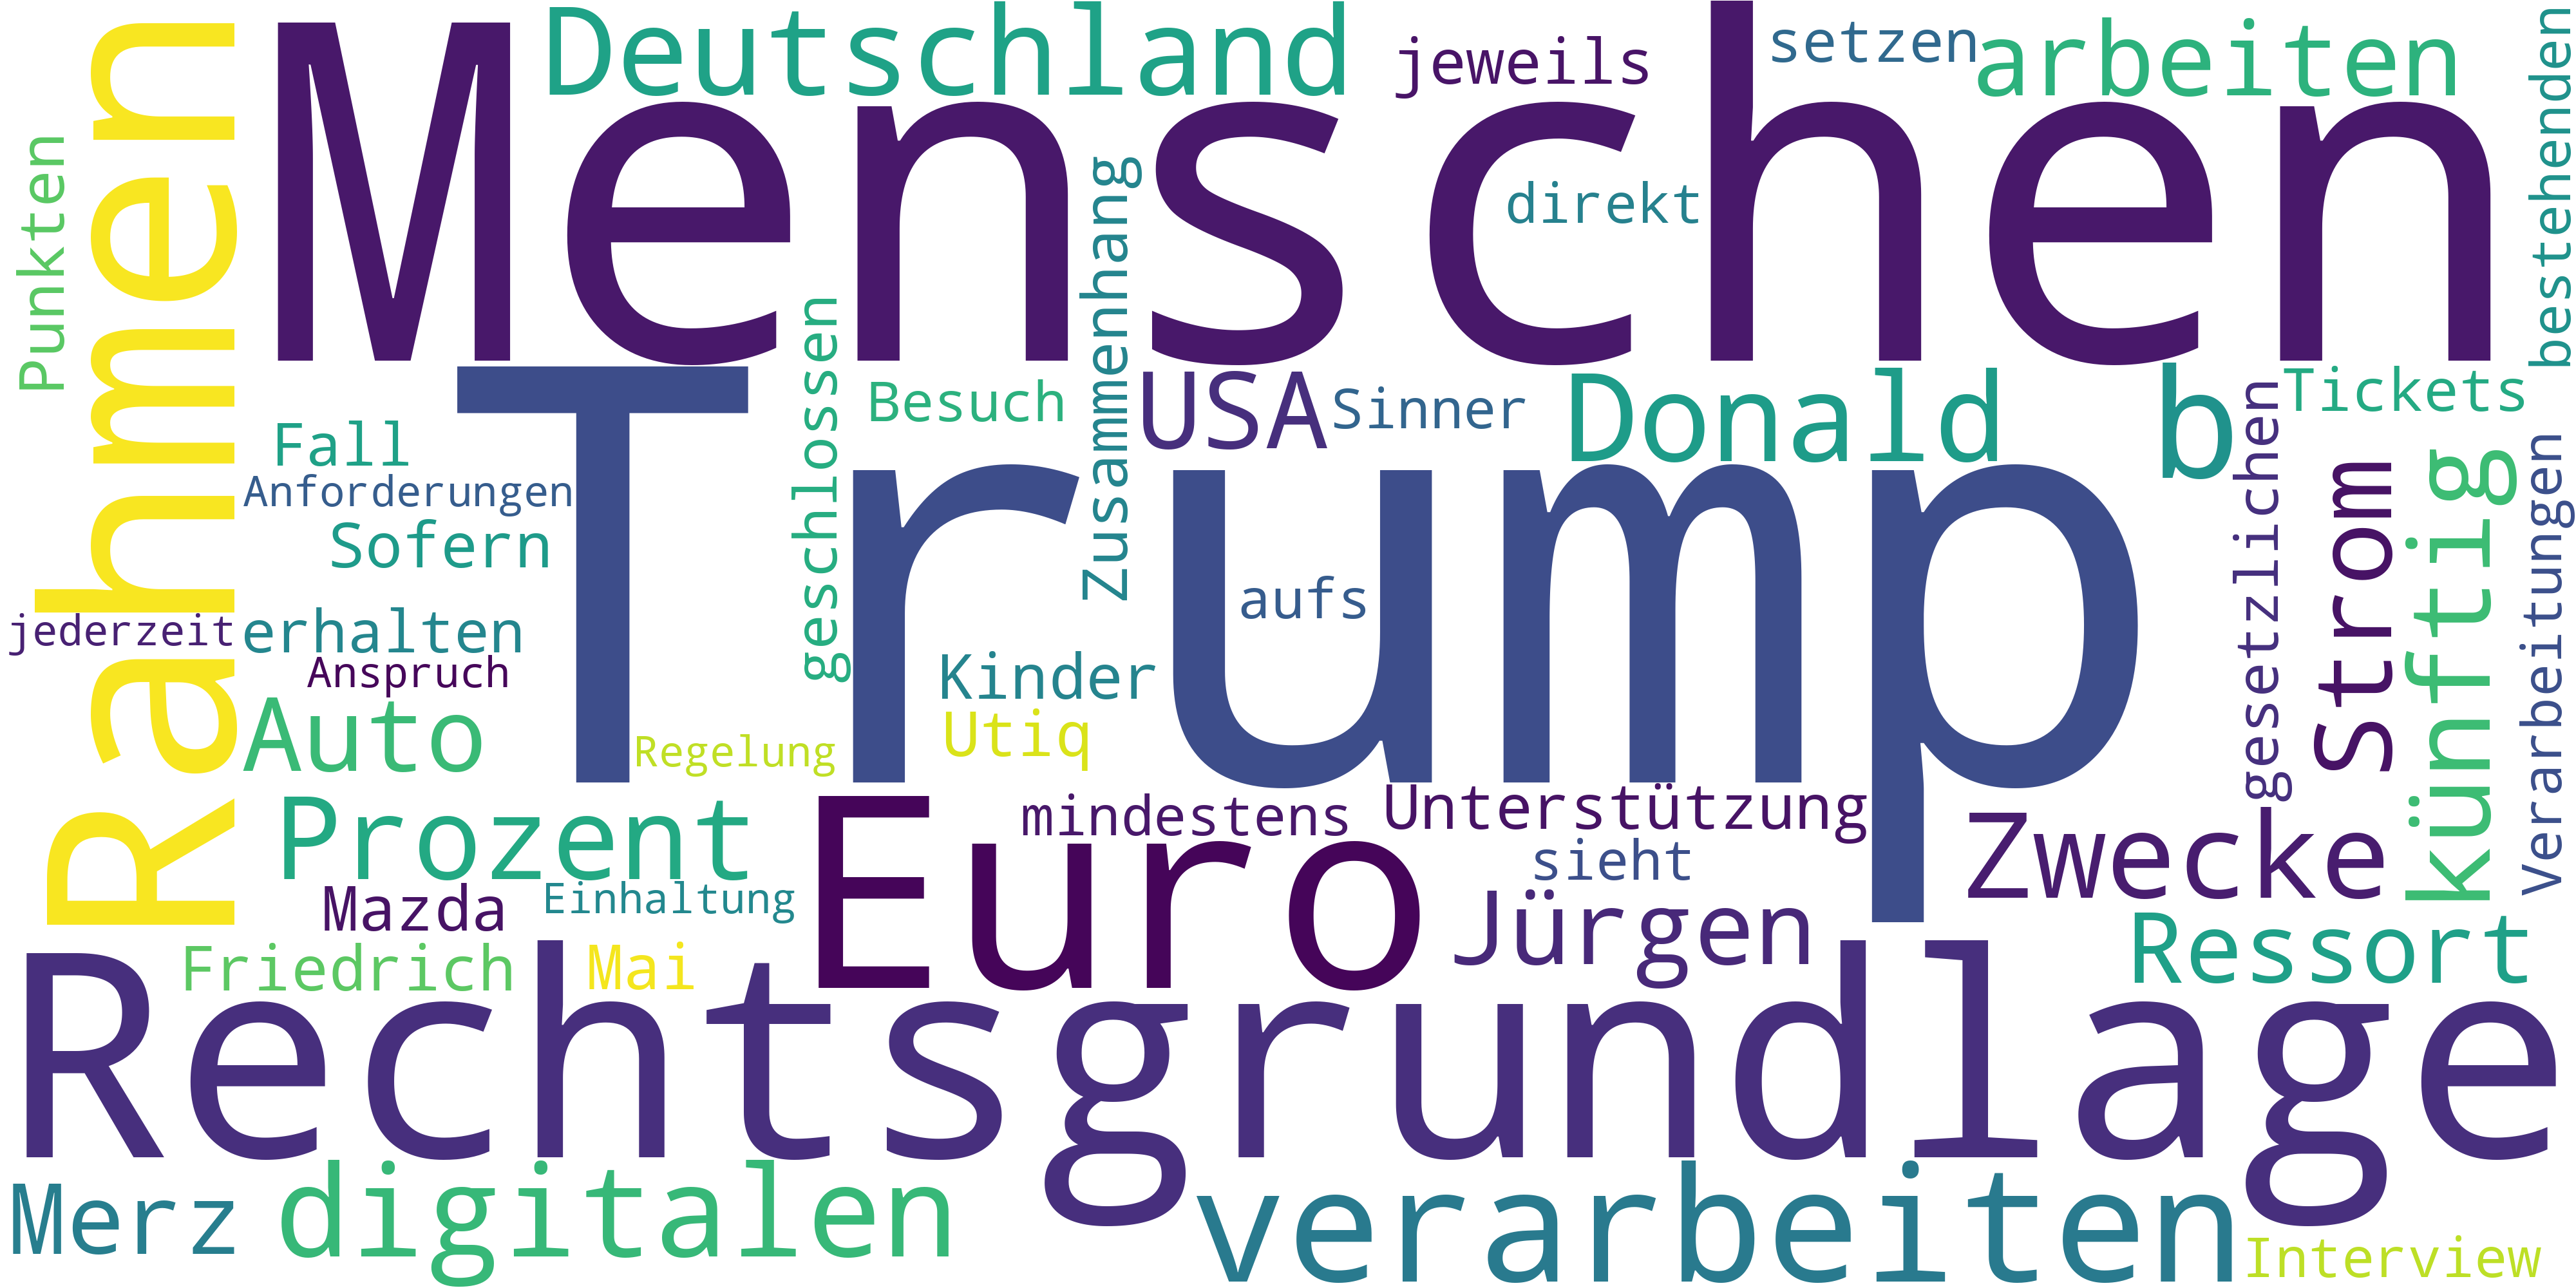 Menschen
Deutschland
jeweils
setzen
arbeiten
bestehenden
Punkten
Rahmen
direkt
Zusammenhang
geschlossen
Besuch
USA
Sinner
Donald
b
Tickets
Fall
Anforderungen
Sofern
Trump
gesetzlichen
Strom
künftig
Verarbeitungen
jederzeit
erhalten
Anspruch
Auto
aufs
Kinder
Utiq
Regelung
Prozent
Euro
mindestens
Unterstützung
sieht
Zwecke
Mazda
Einhaltung
Jürgen
Ressort
Friedrich
Mai
Rechtsgrundlage
Merz
digitalen
verarbeiten
Interview